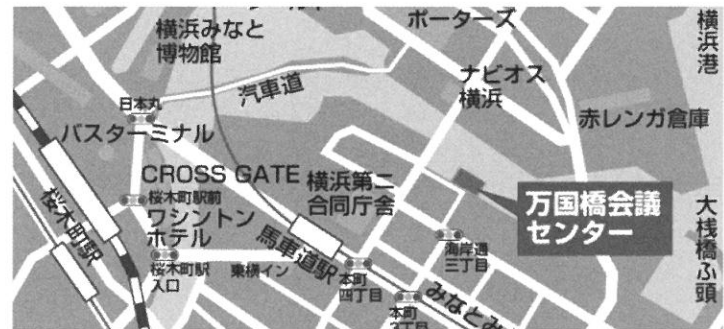 ポーターズ
横浜みなと
博物館
横浜港
ナビオス
横浜
汽車道
日本丸
赤レンガ倉庫
バスターミナル
CROSS GATE
横浜第二
合同庁舎
桜木町駅前
ワシントン
ホテル
万国橋会議
センター
大桟橋ふ頭
桜木町駅
馬車道駅
海岸通
三丁目
桜木町駅
入口
東横イン
本町
四丁目
みなとみ
本町